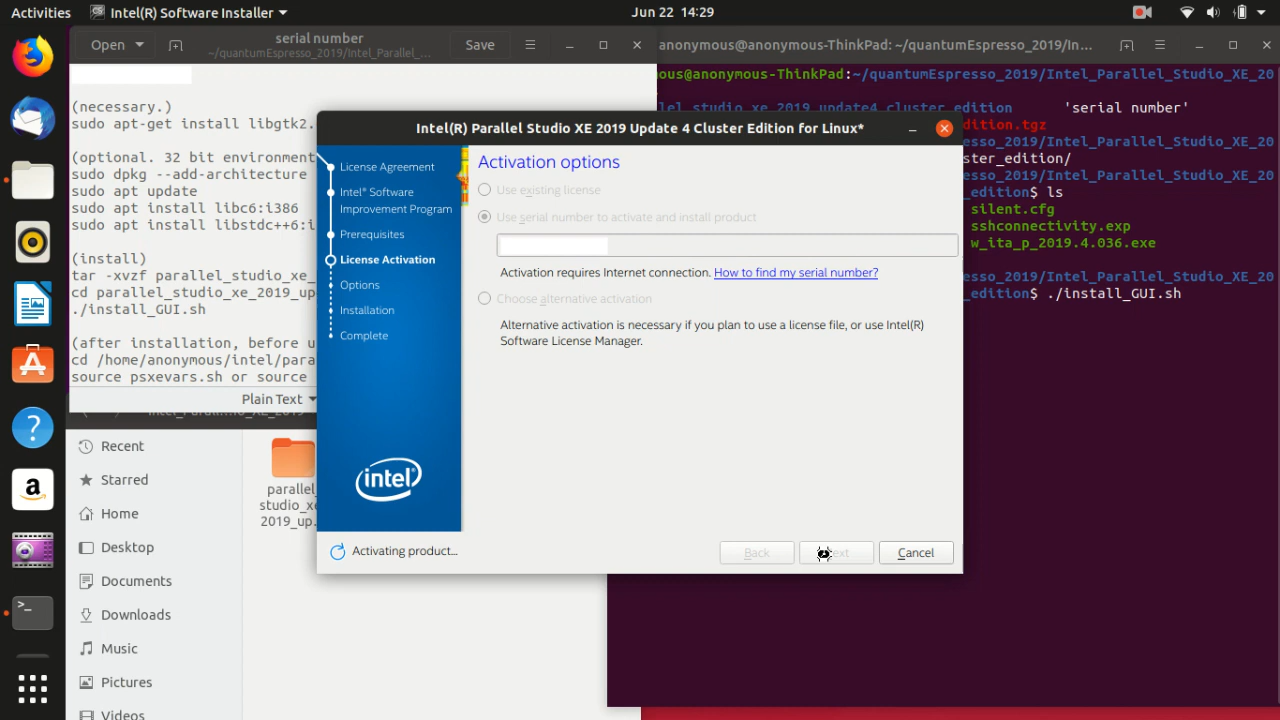 Activities
Intel(R) Software Installer
Jun 22 14:29
Open
serial number
~/quantumEspresso_2019/Intel_Parallel_…
Save
anonymous@anonymous-ThinkPad: ~/quantumEspresso_2019/In…
(necessary.)
sudo apt-get install libgtk2.
(optional. 32 bit environment
sudo dpkg --add-architecture
sudo apt update
sudo apt install libc6:i386
sudo apt install libstdc++6:i
(install)
tar -xvzf parallel_studio_xe_
cd parallel_studio_xe_2019_up
./install_GUI.sh
(after installation, before u
cd /home/anonymous/intel/para
source psxevars.sh or source
Plain Text
ous@anonymous-ThinkPad:~/quantumEspresso_2019/Intel_Parallel_Studio_XE_20
lel_studio_xe_2019_update4_cluster_edition 'serial number'
dition.tgz
esso_2019/Intel_Parallel_Studio_XE_20
ster_edition/
esso_2019/Intel_Parallel_Studio_XE_20
_edition$ ls
silent.cfg
sshconnectivity.exp
w_ita_p_2019.4.036.exe
esso_2019/Intel_Parallel_Studio_XE_20
_edition$ ./install_GUI.sh
Intel(R) Parallel Studio XE 2019 Update 4 Cluster Edition for Linux*
License Agreement
Intel® Software
Improvement Program
Prerequisites
License Activation
Options
Installation
Complete
intel
Activation options
Use existing license
Use serial number to activate and install product
Activation requires Internet connection. How to find my serial number?
Choose alternative activation
Alternative activation is necessary if you plan to use a license file, or use Intel(R)
Software License Manager.
Activating product...
Back
Cancel
Recent
Starred
Home
Desktop
Documents
Downloads
Music
Pictures
Videos
parallel_
studio_xe
2019_up.